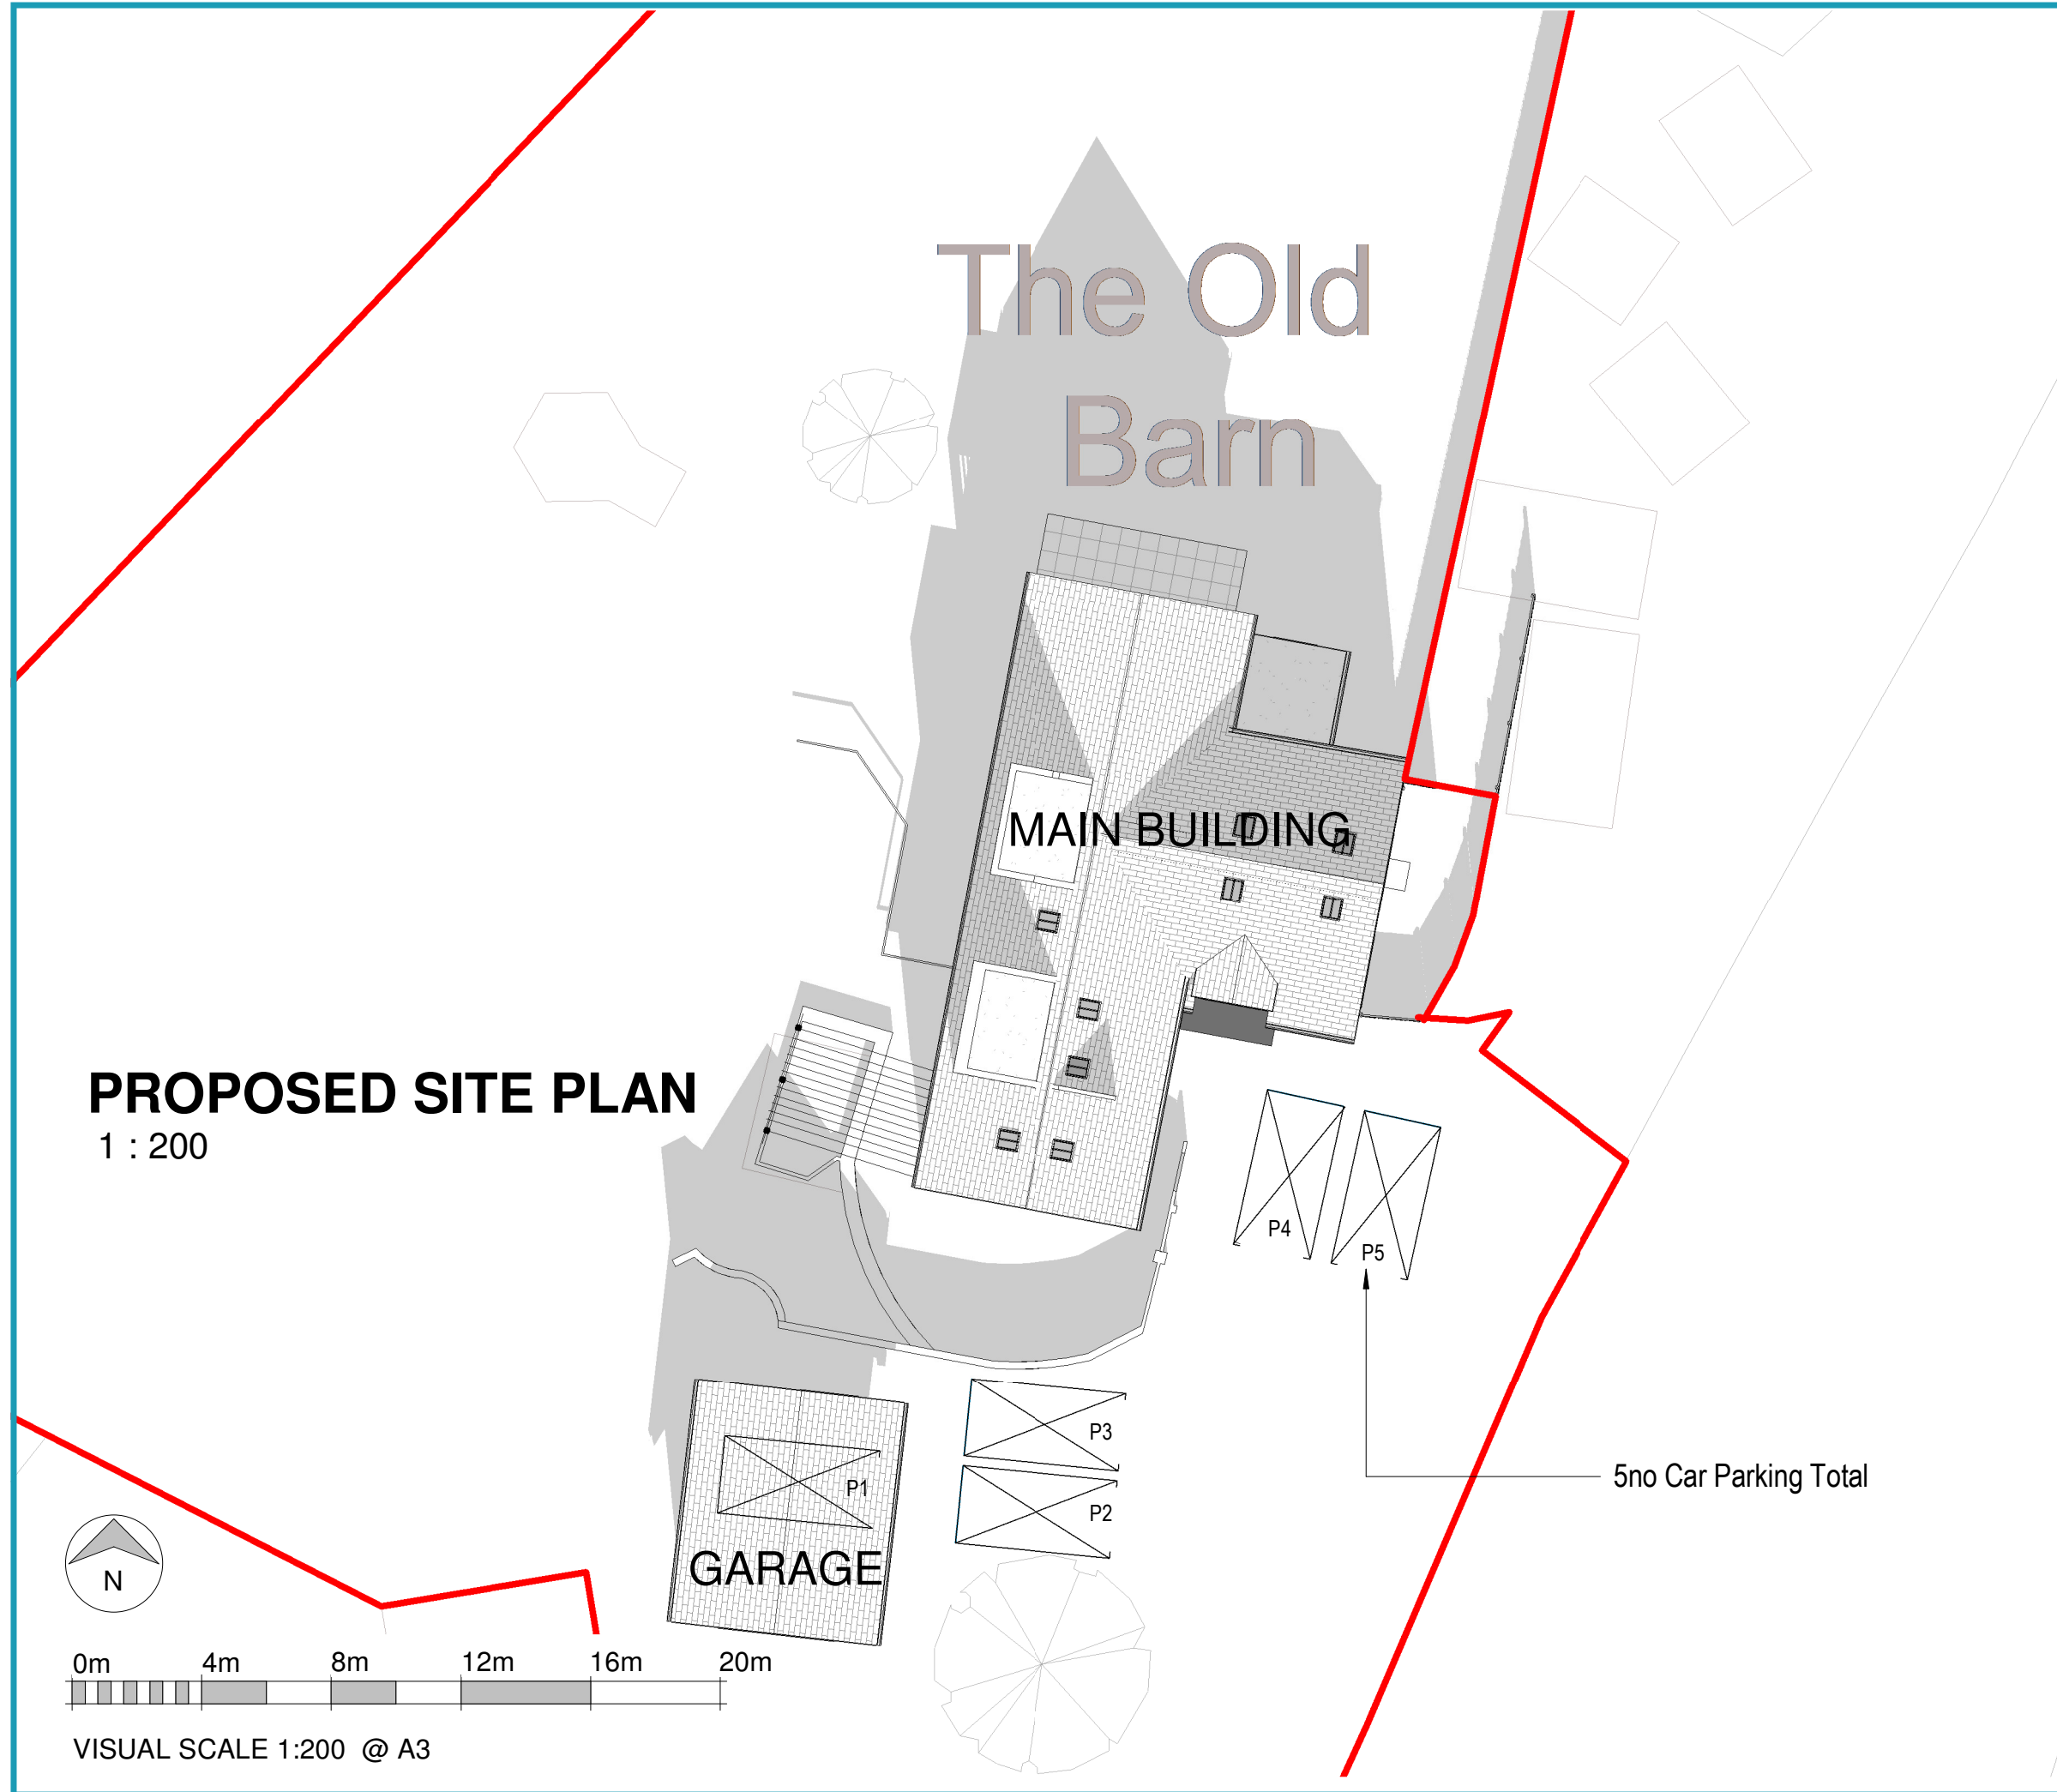 The Old
Barn
MAIN BUILDING
PROPOSED SITE PLAN
1 : 200
P4
P5
P3
P1
P2
5no Car Parking Total
GARAGE
N
0m 4m 8m 12m 16m 20m
VISUAL SCALE 1:200 @ A3